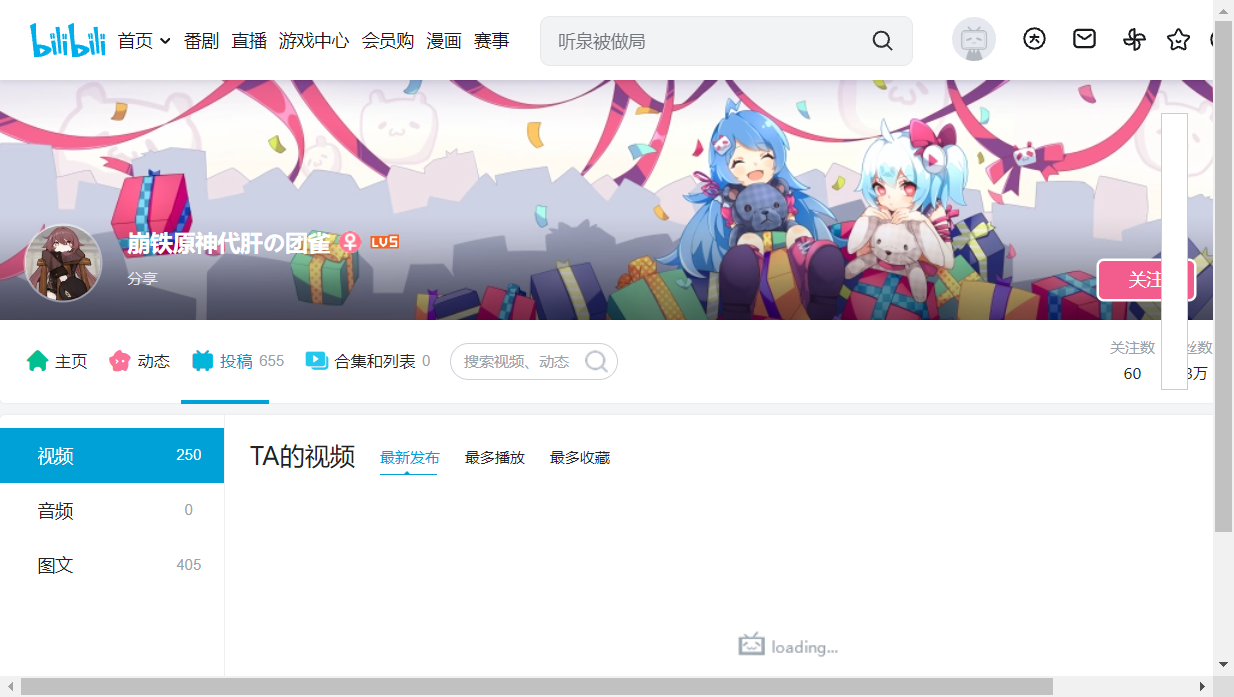 bilibili 首页 番剧 直播 游戏中心 会员购 漫画 赛事 听泉被做局
崩铁原神代肝の团雀 LV5
分享
关注
主页 动态 投稿 655 合集和列表 0 搜索视频、动态
关注数 丝数
60 3万
视频 250
音频 0
图文 405
TA的视频 最新发布 最多播放 最多收藏
loading...